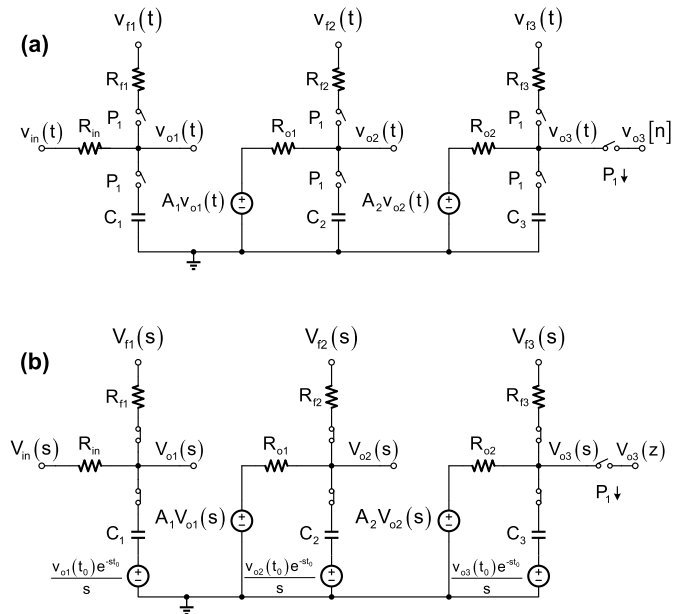 v_f1(t) v_f2(t) v_f3(t)
(a)
R_f1 R_f2 R_f3
v_in(t) R_in P_1 v_o1(t) R_o1 P_1 v_o2(t) R_o2 P_1 v_o3(t) v_o3[n]
P_1 P_1 P_1 P_1↓
C_1 A_1v_o1(t) + − C_2 A_2v_o2(t) + − C_3
V_f1(s) V_f2(s) V_f3(s)
(b)
R_f1 R_f2 R_f3
V_in(s) R_in V_o1(s) R_o1 V_o2(s) R_o2 V_o3(s) V_o3(z)
P_1↓
C_1 A_1V_o1(s) + − C_2 A_2V_o2(s) + − C_3
v_o1(t_0)e^-st_0 + − v_o2(t_0)e^-st_0 + − v_o3(t_0)e^-st_0 + −
s s s